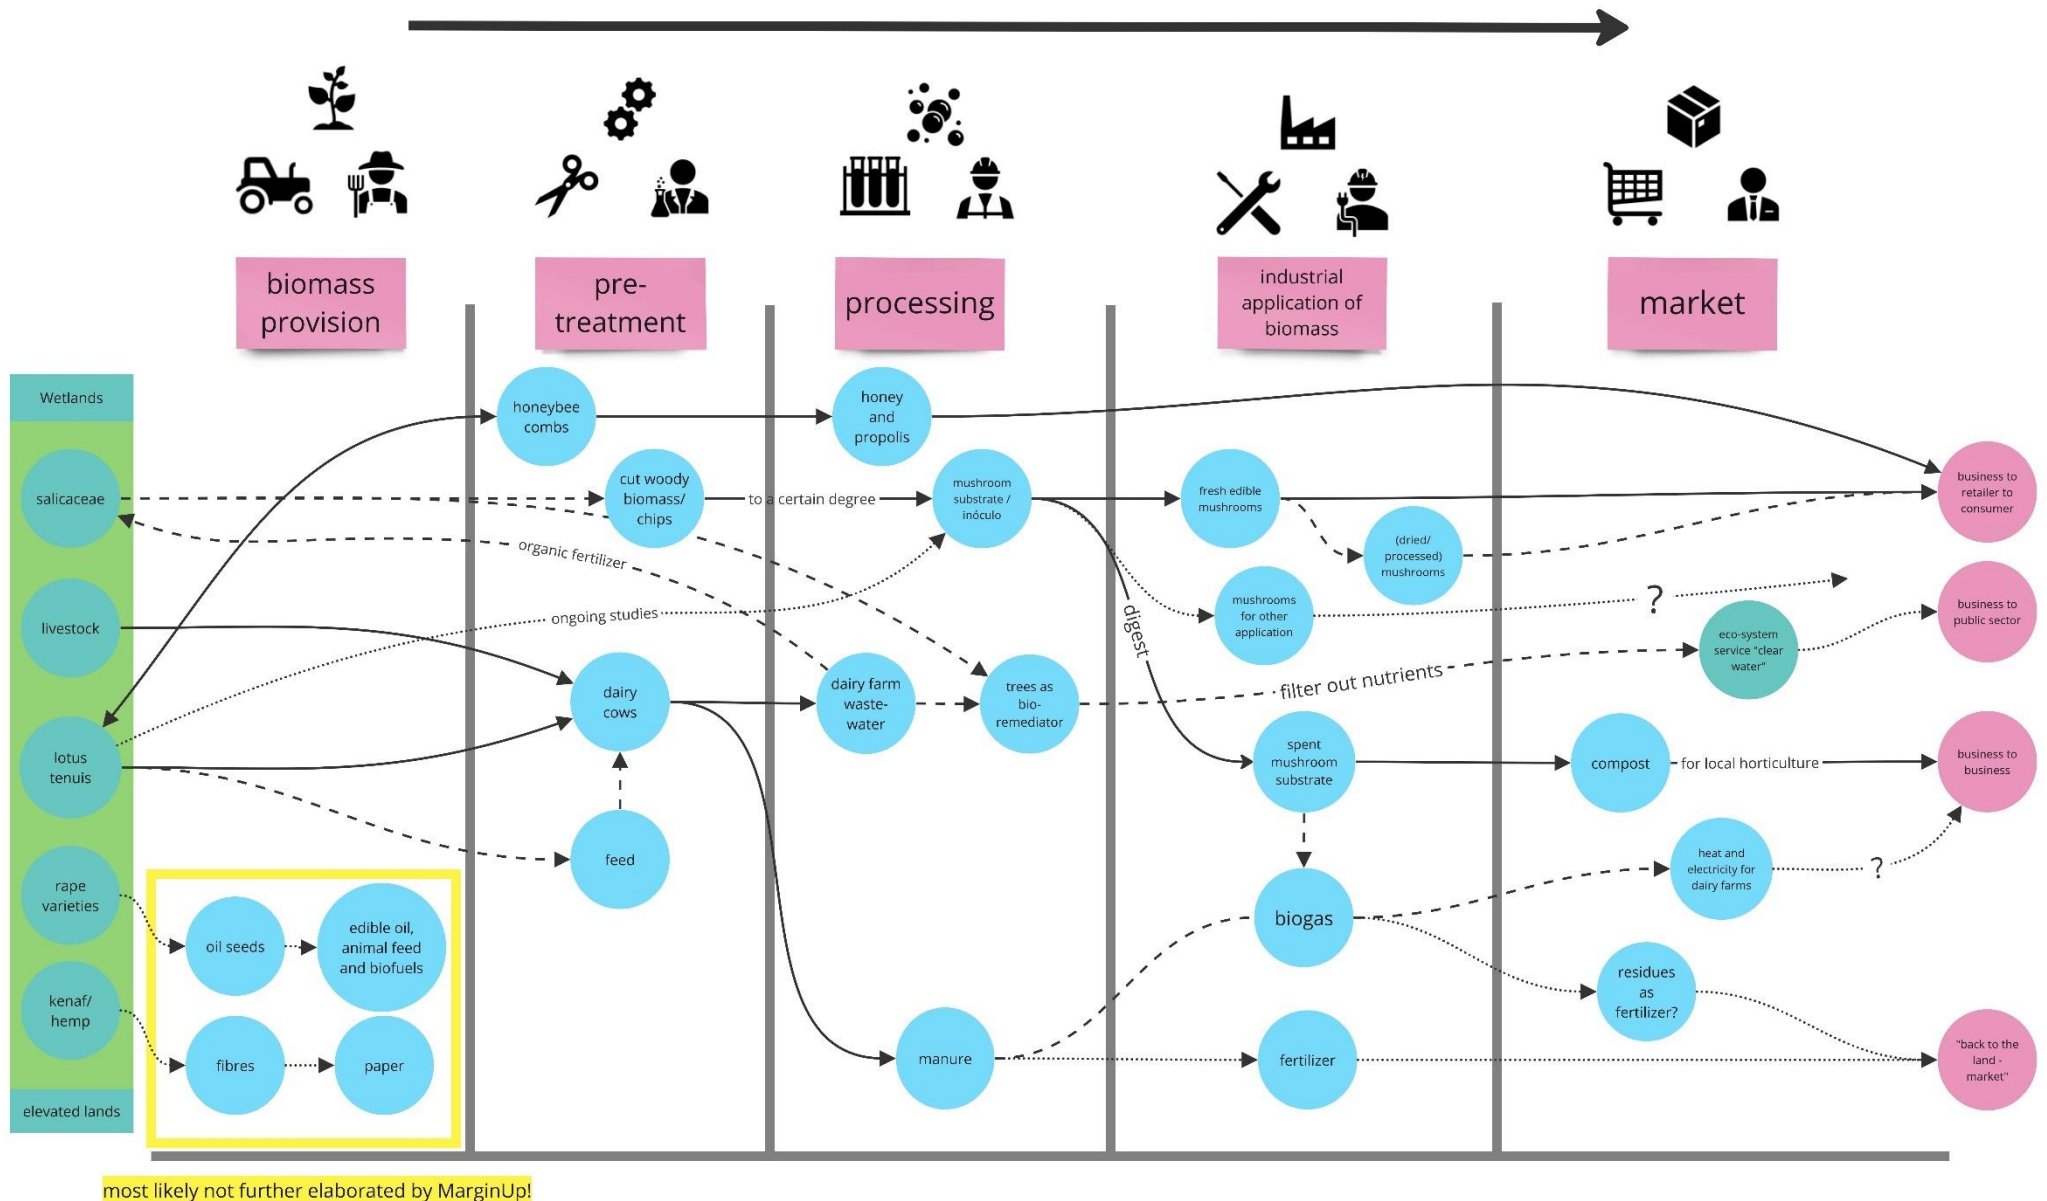 biomass
provision
pre-
treatment
processing
industrial
application of
biomass
market
Wetlands
salicaceae
livestock
lotus
tenuis
rape
varieties
kenaf/
hemp
elevated lands
oil seeds
edible oil,
animal feed
and biofuels
fibres
paper
most likely not further elaborated by MarginUp!
honeybee
combs
cut woody
biomass/
chips
to a certain degree
organic fertilizer
ongoing studies
dairy
cows
feed
honey
and
propolis
mushroom
substrate /
inóculo
dairy farm
waste-
water
trees as
bio-
remediator
manure
digest
fresh edible
mushrooms
(dried/
processed)
mushrooms
mushrooms
for other
application
?
filter out nutrients
spent
mushroom
substrate
biogas
fertilizer
eco-system
service "clear
water"
compost
for local horticulture
heat and
electricity for
dairy farms
?
residues
as
fertilizer?
business to
retailer to
consumer
business to
public sector
business to
business
"back to the
land -
market"